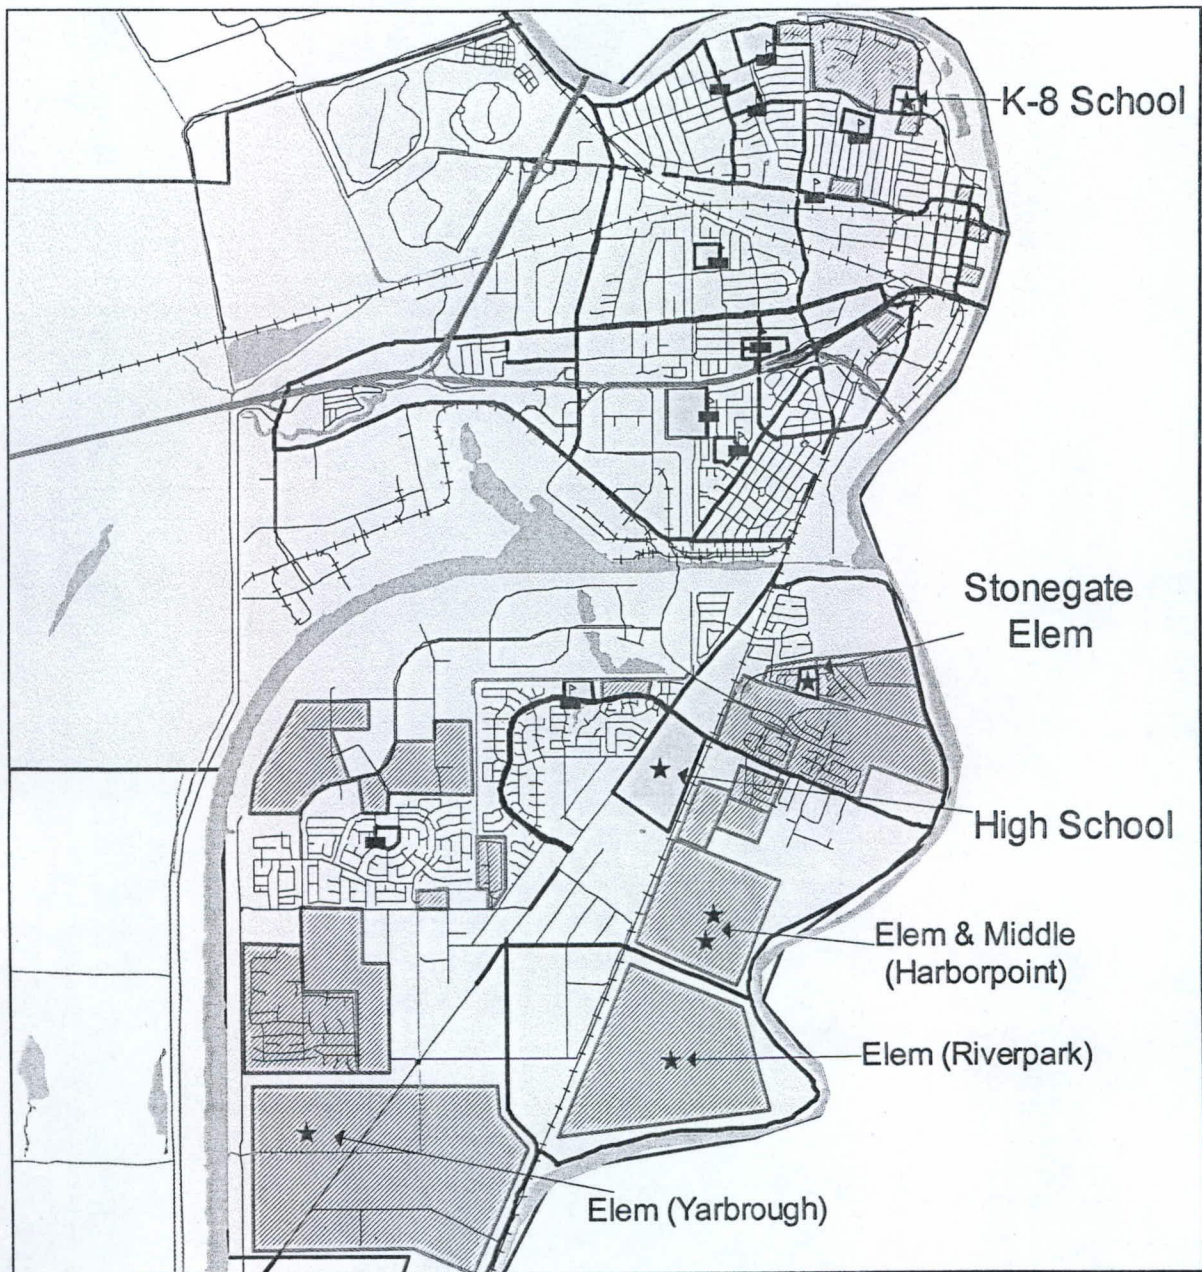 K-8 School
Stonegate
Elem
High School
Elem & Middle
(Harborpoint)
Elem (Riverpark)
Elem (Yarbrough)